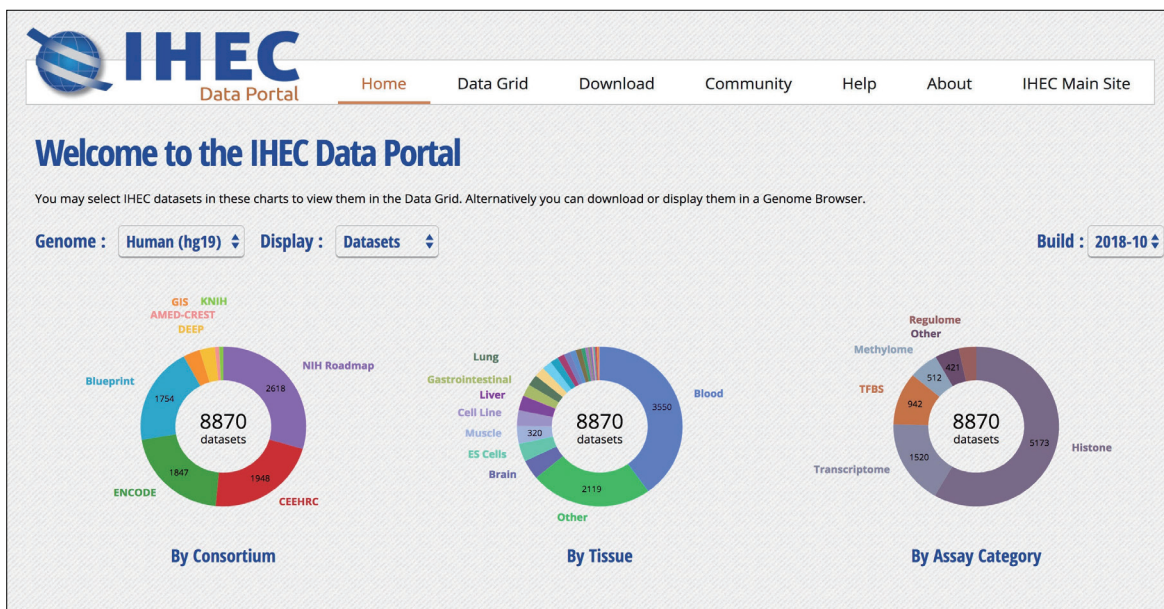 IHEC
Data Portal
Home Data Grid Download Community Help About IHEC Main Site
Welcome to the IHEC Data Portal
You may select IHEC datasets in these charts to view them in the Data Grid. Alternatively you can download or display them in a Genome Browser.
Genome : Human (hg19) Display : Datasets Build : 2018-10
GIS KNIH
AMED-CREST
DEEP
NIH Roadmap
2618
Blueprint
1754
8870
datasets
1847
1948
ENCODE
CEEHRC
By Consortium
Lung
Gastrointestinal
Liver
Cell Line
Muscle
320
ES Cells
Brain
3550
Blood
8870
datasets
2119
Other
By Tissue
Regulome
Other
421
Methylome
512
TFBS
942
8870
datasets
5173
Histone
1520
Transcriptome
By Assay Category